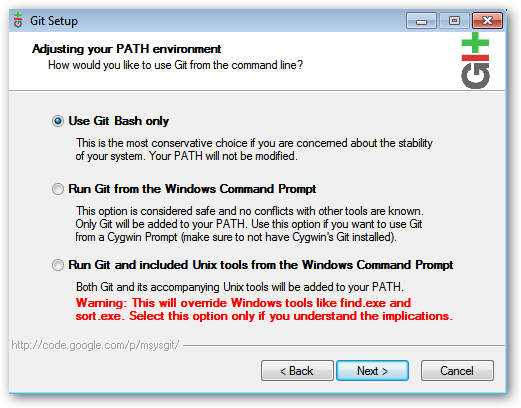 Git Setup
Adjusting your PATH environment
How would you like to use Git from the command line?
Use Git Bash only
This is the most conservative choice if you are concerned about the stability
of your system. Your PATH will not be modified.
Run Git from the Windows Command Prompt
This option is considered safe and no conflicts with other tools are known.
Only Git will be added to your PATH. Use this option if you want to use Git
from a Cygwin Prompt (make sure to not have Cygwin's Git installed).
Run Git and included Unix tools from the Windows Command Prompt
Both Git and its accompanying Unix tools will be added to your PATH.
Warning: This will override Windows tools like find.exe and
sort.exe. Select this option only if you understand the implications.
http://code.google.com/p/msysgit/
< Back Next > Cancel